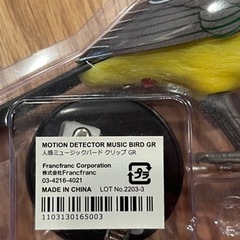 MOTION DETECTOR MUSIC BIRD GR
人感ミュージックバード クリップ GR
Francfranc Corporation
株式会社Francfranc
03-4216-4021
MADE IN CHINA LOT No.2203-3
1103130165003
プラ